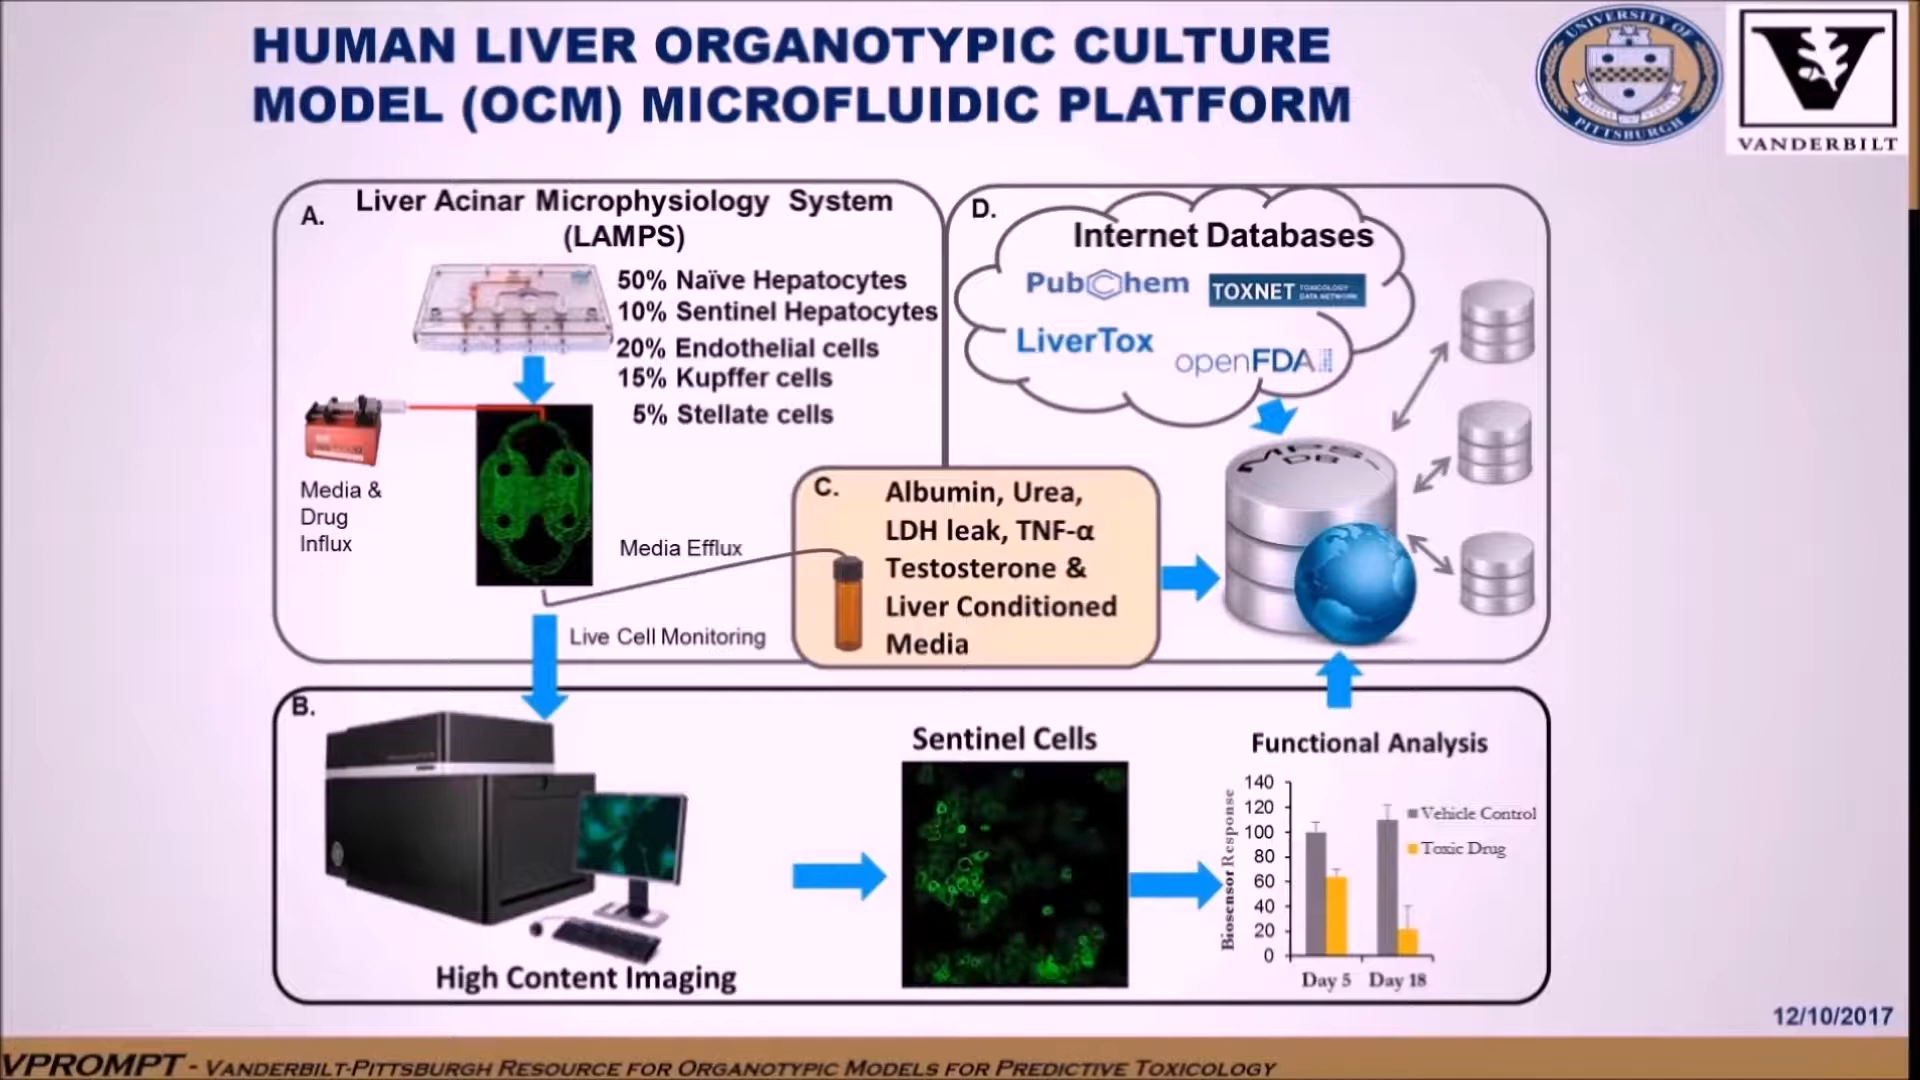 HUMAN LIVER ORGANOTYPIC CULTURE
MODEL (OCM) MICROFLUIDIC PLATFORM
UNIVERSITY OF
PITTSBURGH
V
VANDERBILT
A.
Liver Acinar Microphysiology System
(LAMPS)
50% Naïve Hepatocytes
10% Sentinel Hepatocytes
20% Endothelial cells
15% Kupffer cells
5% Stellate cells
Media &
Drug
Influx
Media Efflux
Live Cell Monitoring
D.
Internet Databases
PubChem
TOXNET TOXICOLOGY
DATA NETWORK
LiverTox
openFDA
MPS-
DB
C.
Albumin, Urea,
LDH leak, TNF-α
Testosterone &
Liver Conditioned
Media
B.
High Content Imaging
Sentinel Cells
Functional Analysis
Biosensor Response
140
120
100
80
60
40
20
0
Vehicle Control
Toxic Drug
Day 5 Day 18
12/10/2017
VPROMPT - VANDERBILT-PITTSBURGH RESOURCE FOR ORGANOTYPIC MODELS FOR PREDICTIVE TOXICOLOGY